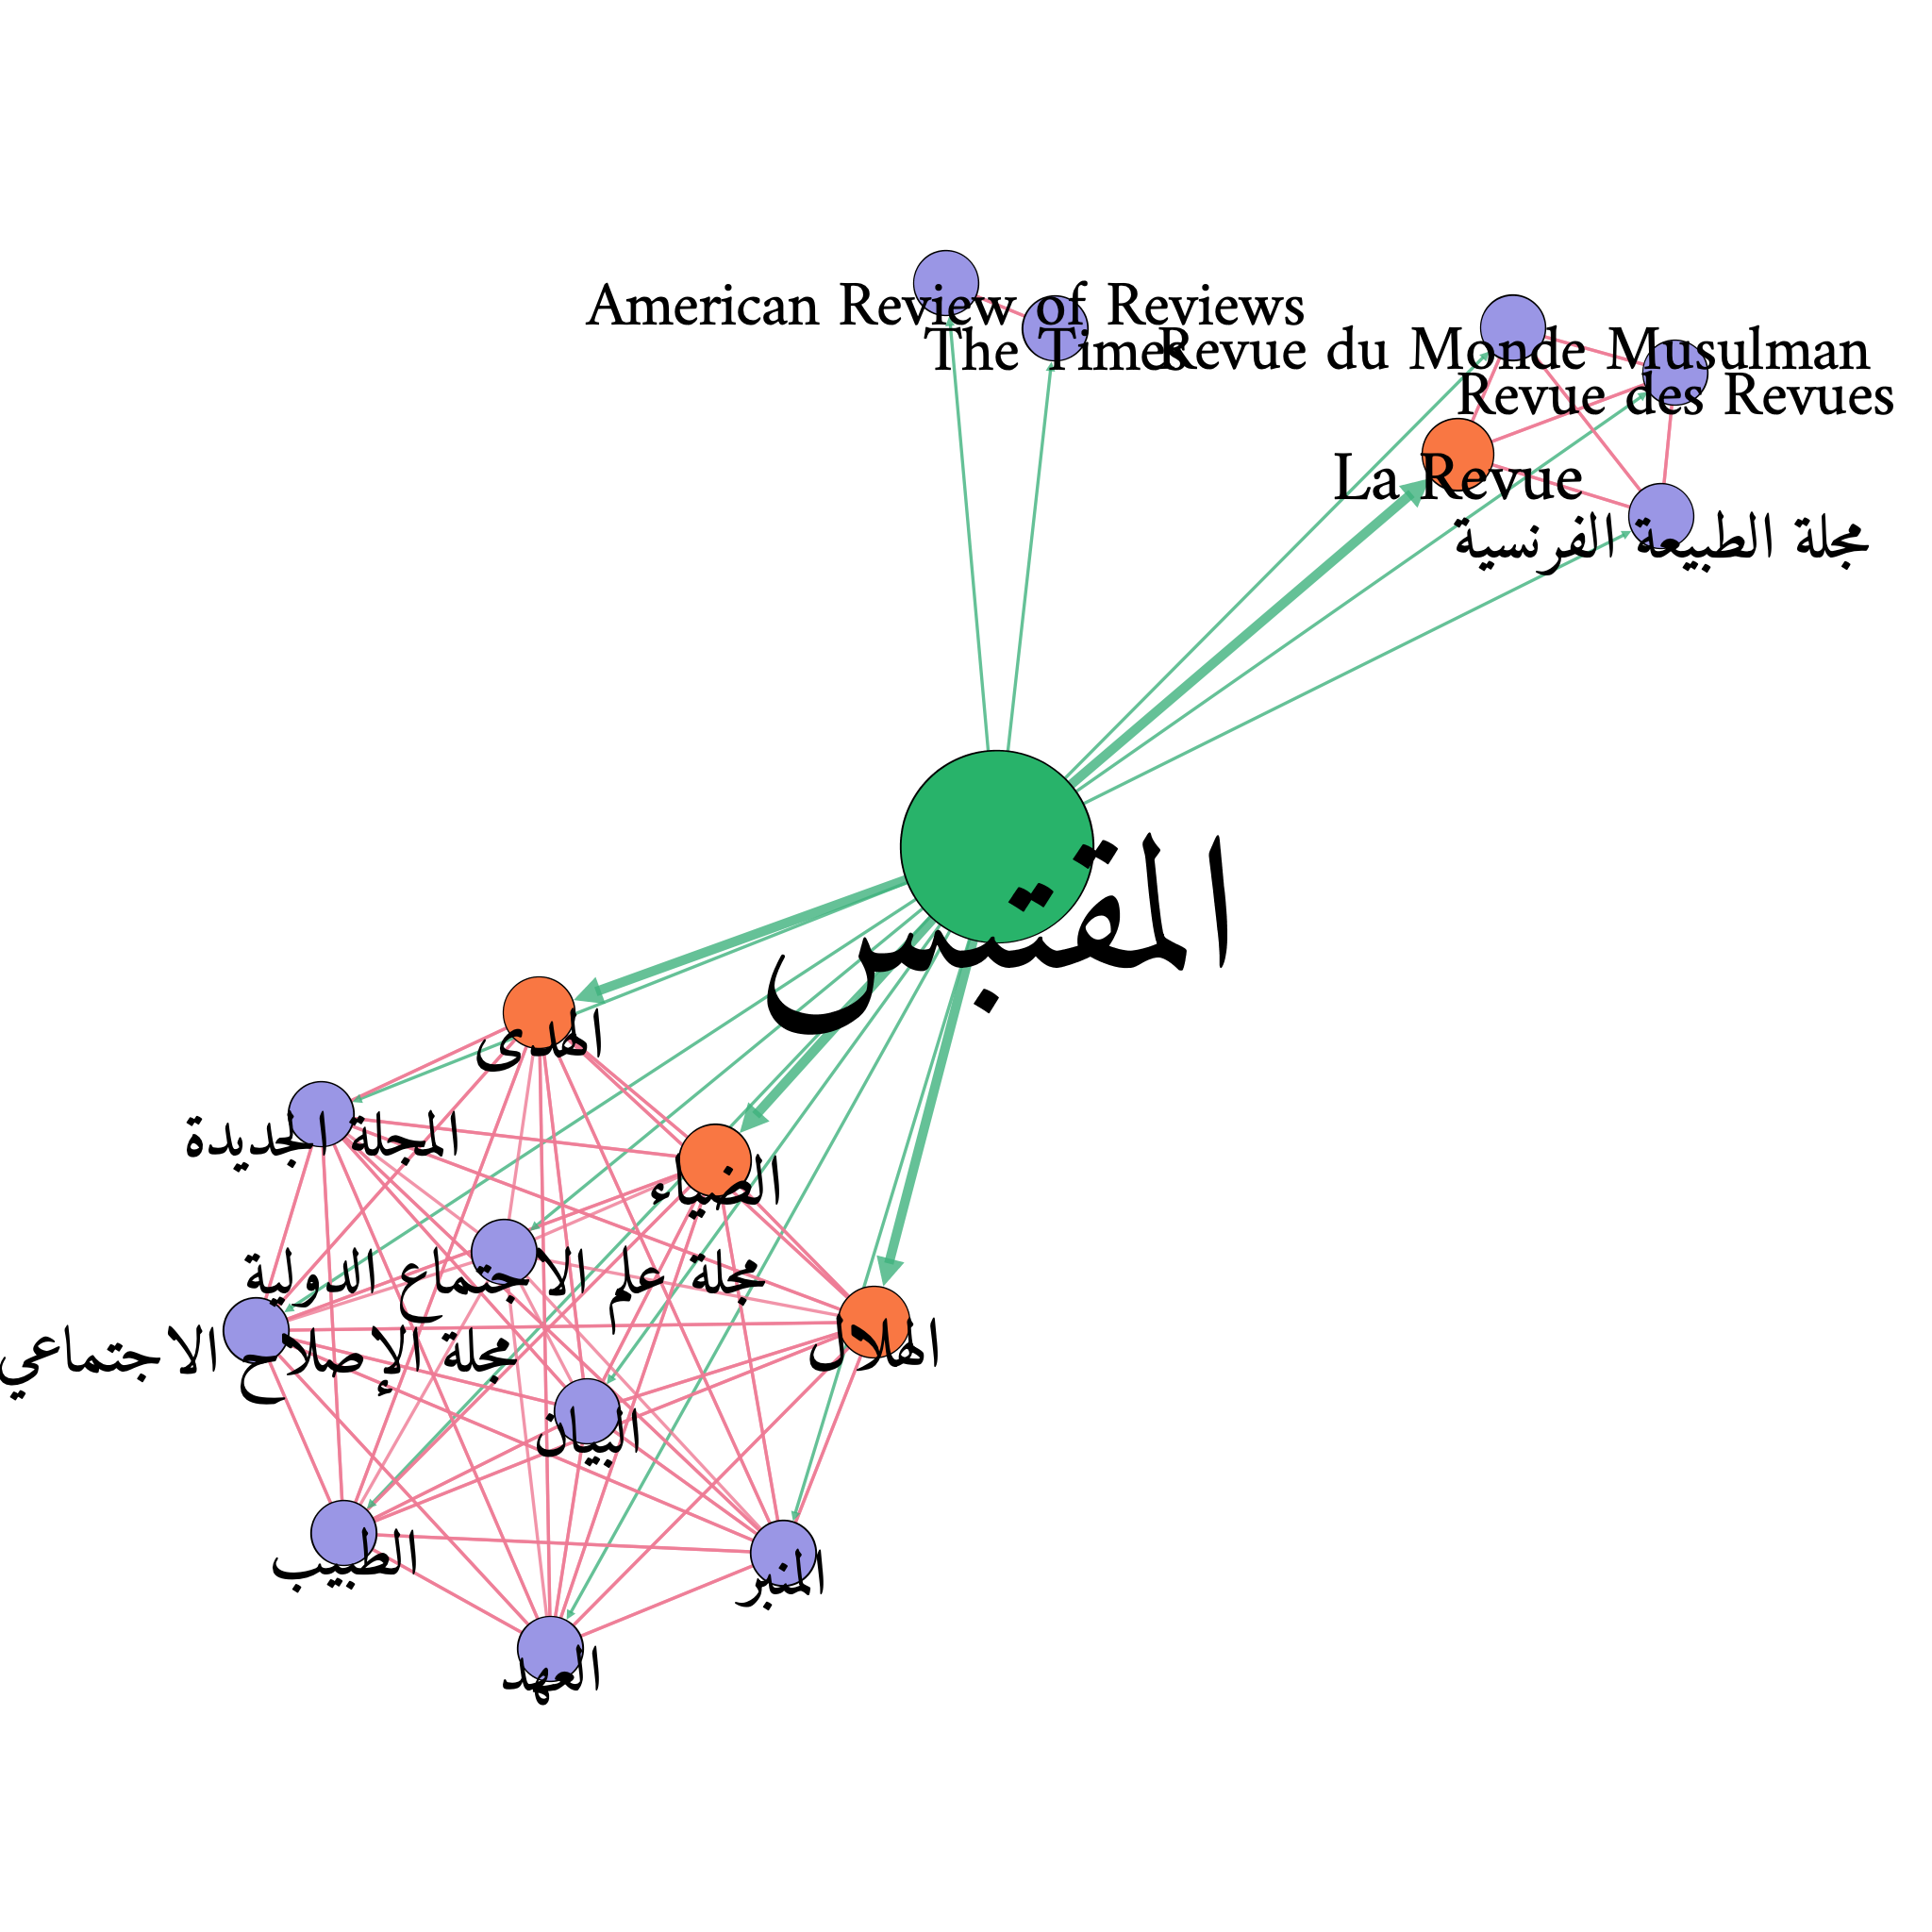 American Review of Reviews
The Times
Revue du Monde Musulman
Revue des Revues
La Revue
مجلة الطبيعة الفرنسية
المقتبس
الهدى
المجلة الجديدة
الضياء
مجلة علم الاجتماع الدولية
الهلال
مجلة الإصلاح الاجتماعي
البيان
الطبيب
المنبر
العهد